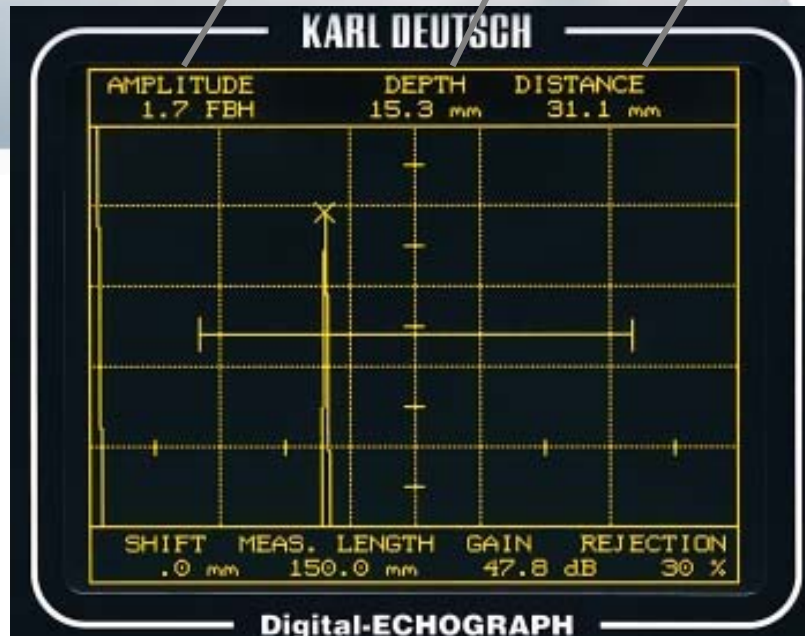 KARL DEUTSCH
AMPLITUDE DEPTH DISTANCE
1.7 FBH 15.3 mm 31.1 mm
SHIFT MEAS. LENGTH GAIN REJECTION
.0 mm 150.0 mm 47.8 dB 30 %
Digital-ECHOGRAPH